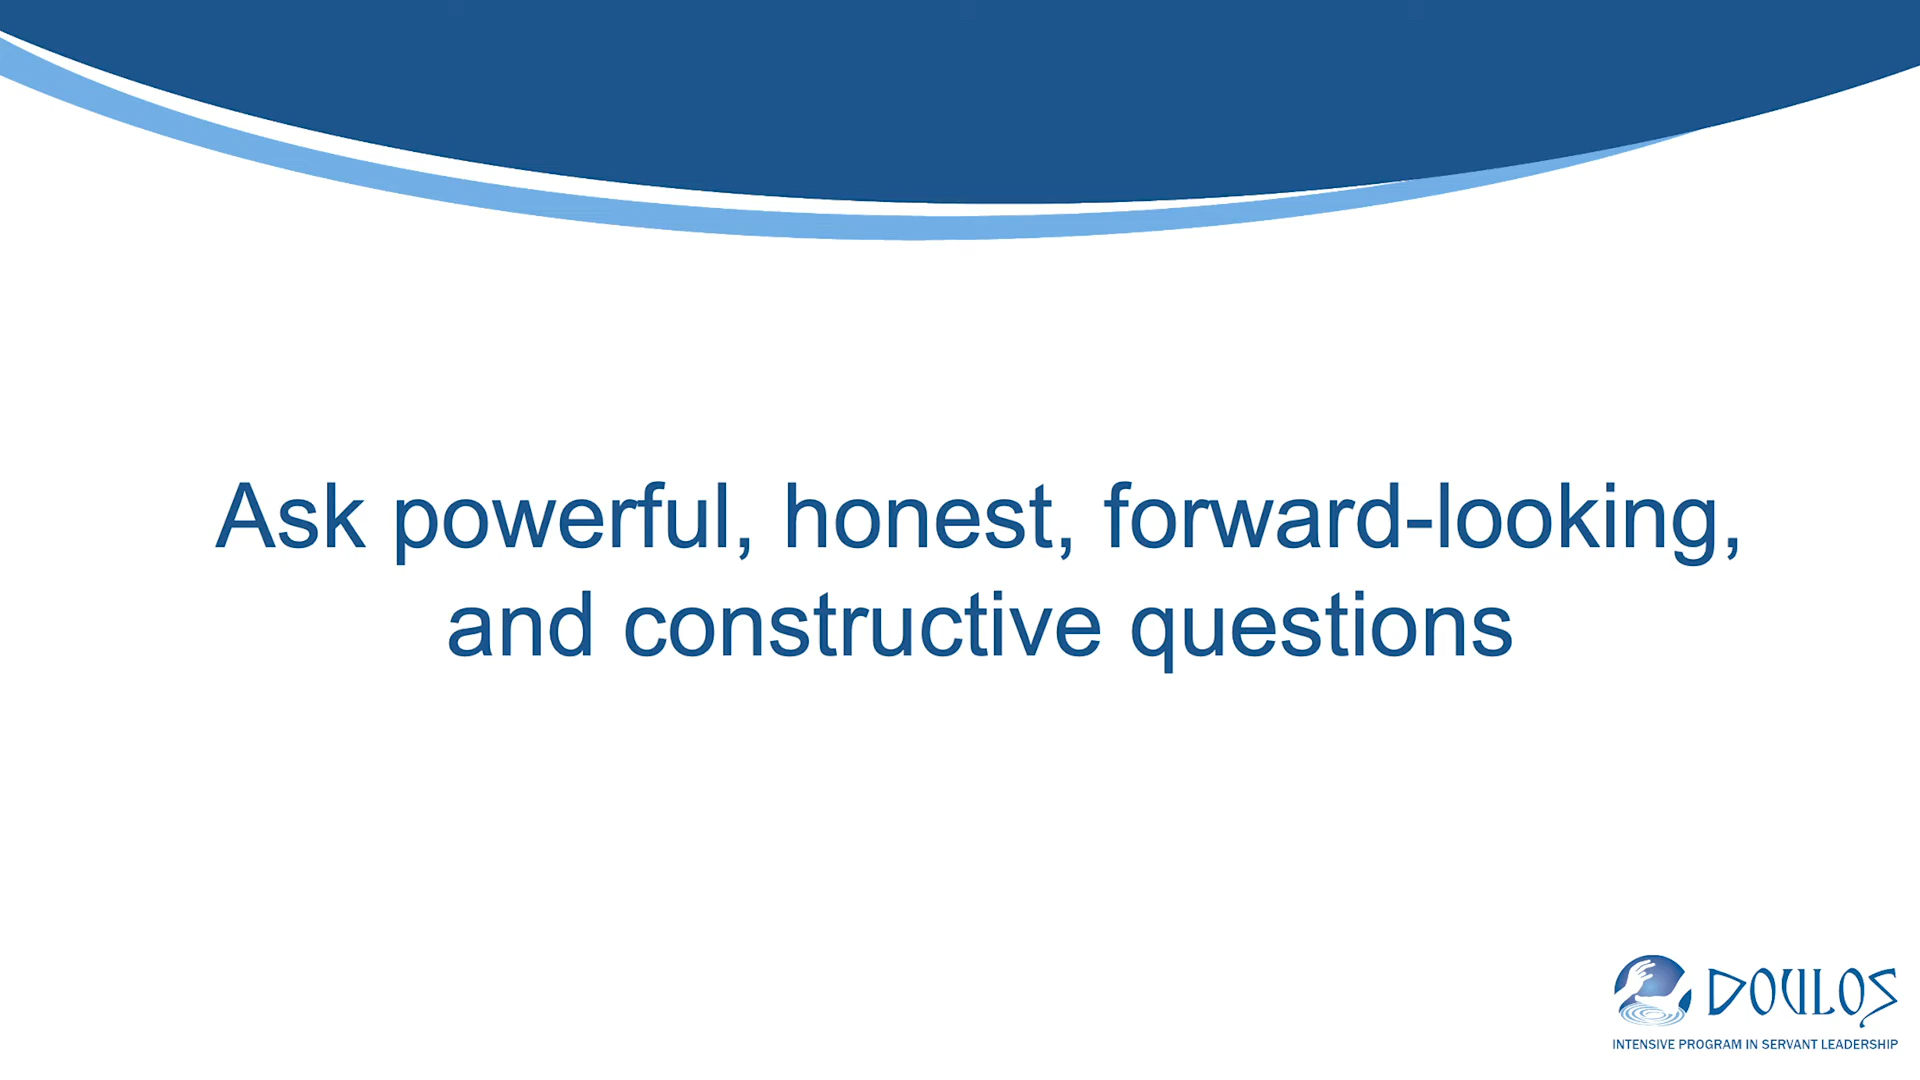 Ask powerful, honest, forward-looking,
and constructive questions
DOULOS
INTENSIVE PROGRAM IN SERVANT LEADERSHIP